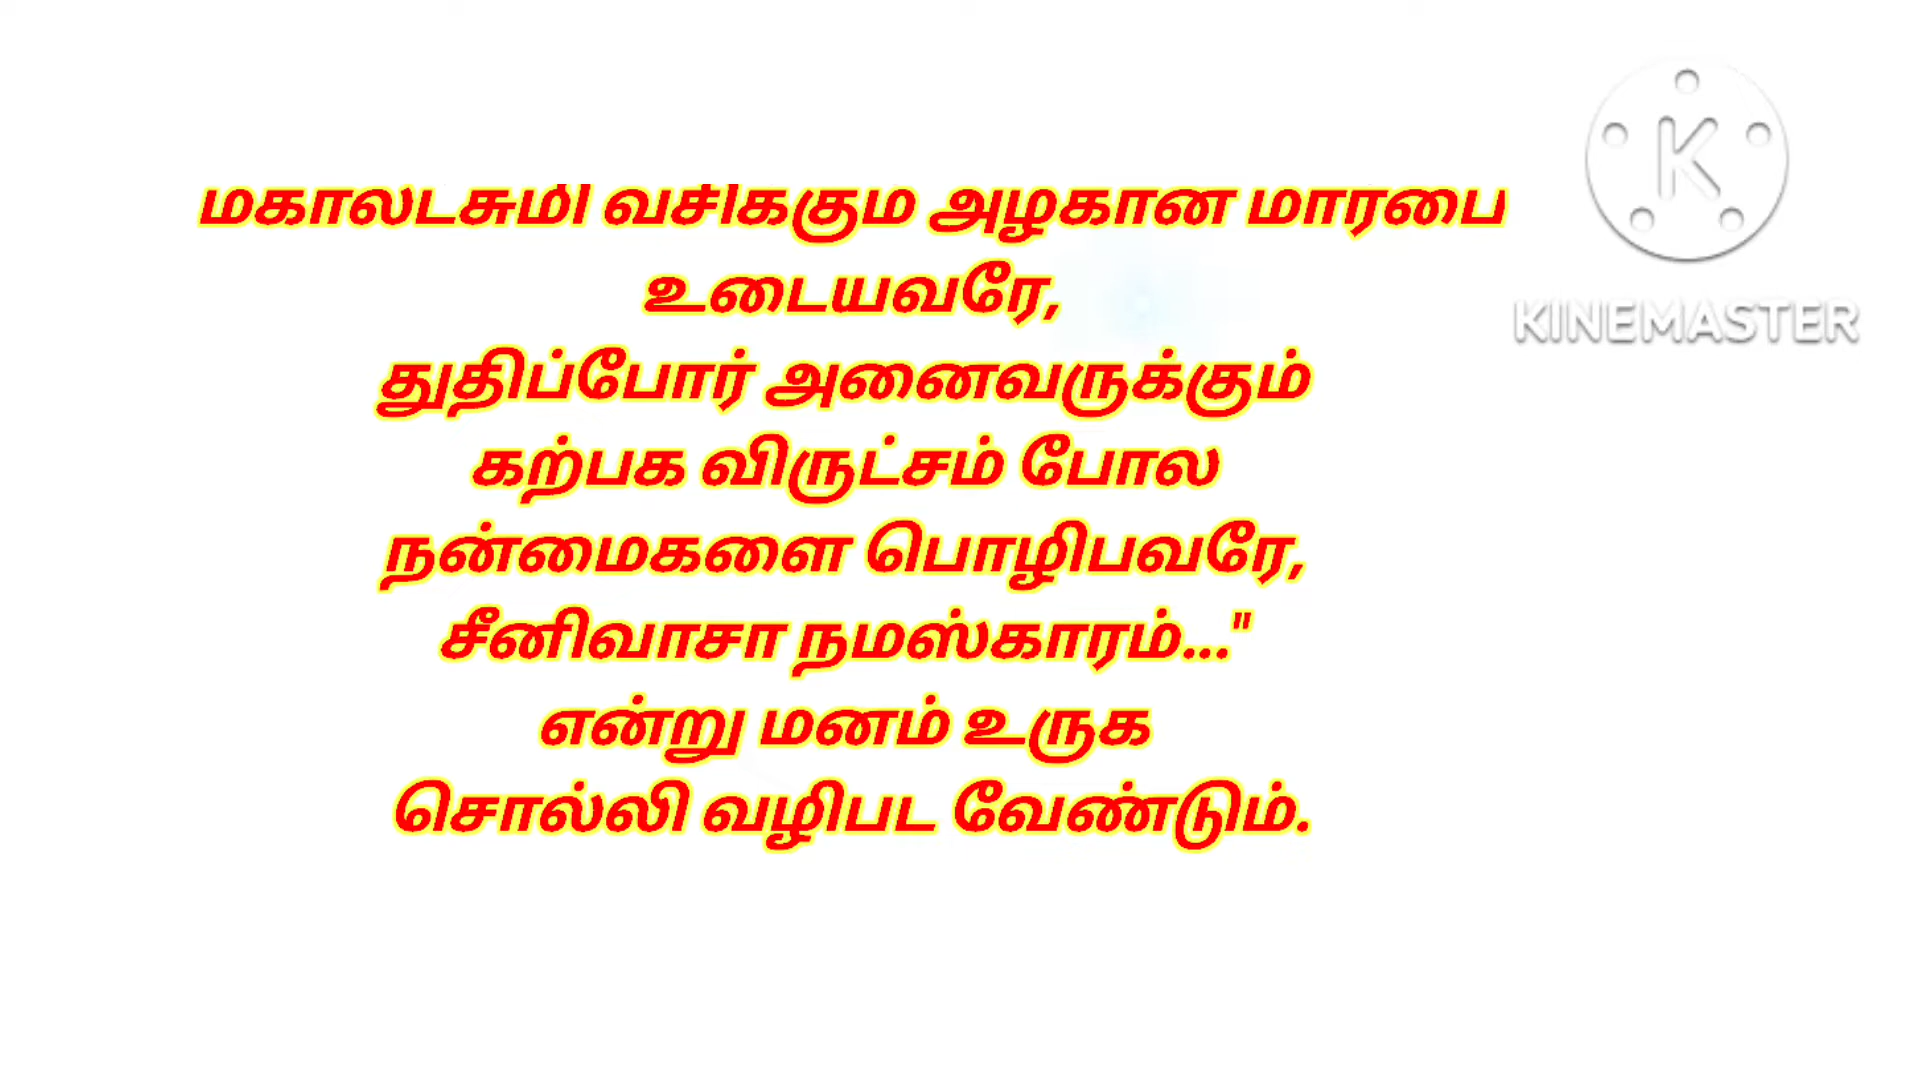 மகாலட்சுமி வசிக்கும் அழகான மார்பை
உடையவரே,
துதிப்போர் அனைவருக்கும்
கற்பக விருட்சம் போல
நன்மைகளை பொழிபவரே,
சீனிவாசா நமஸ்காரம்..."
என்று மனம் உருக
சொல்லி வழிபட வேண்டும்.
K
KINEMASTER